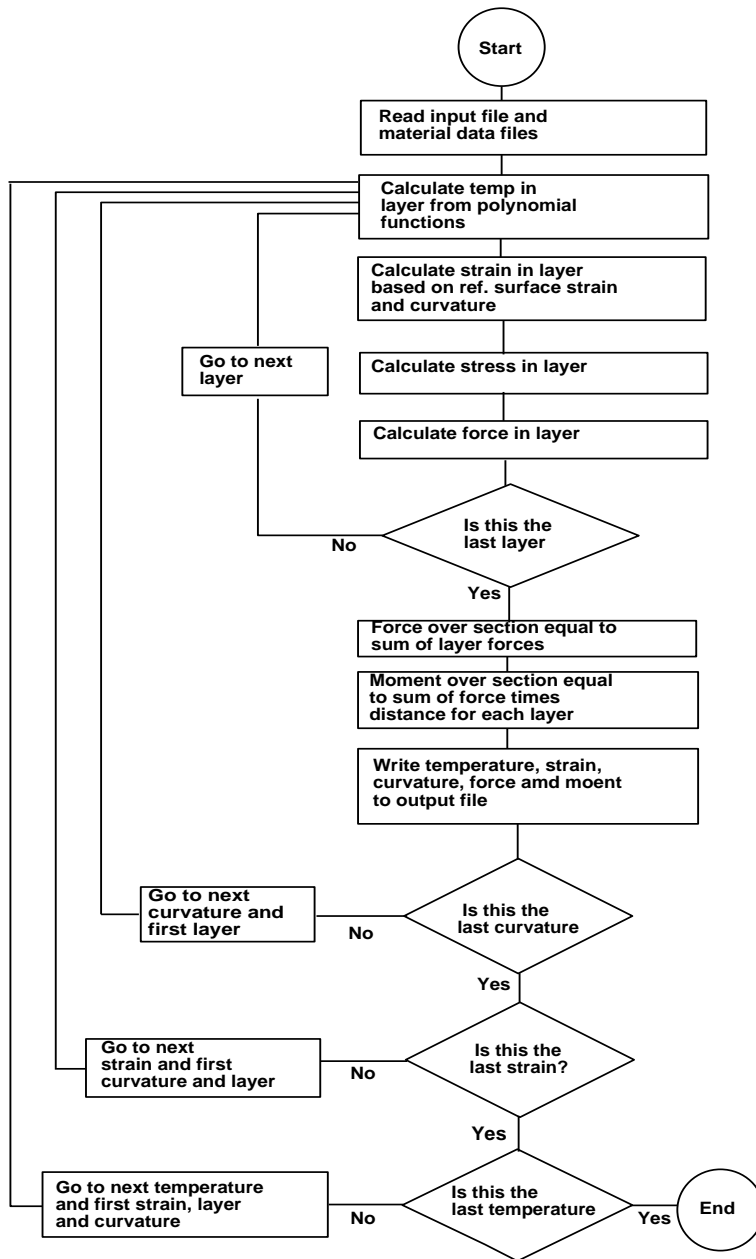 Start
Read input file and
material data files
Calculate temp in
layer from polynomial
functions
Calculate strain in layer
based on ref. surface strain
and curvature
Go to next
layer
Calculate stress in layer
Calculate force in layer
Is this the
last layer
No
Yes
Force over section equal to
sum of layer forces
Moment over section equal
to sum of force times
distance for each layer
Write temperature, strain,
curvature, force amd moent
to output file
Go to next
curvature and
first layer
No
Is this the
last curvature
Yes
Go to next
strain and first
curvature and layer
No
Is this the
last strain?
Yes
Go to next temperature
and first strain, layer
and curvature
No
Is this the
last temperature
Yes
End